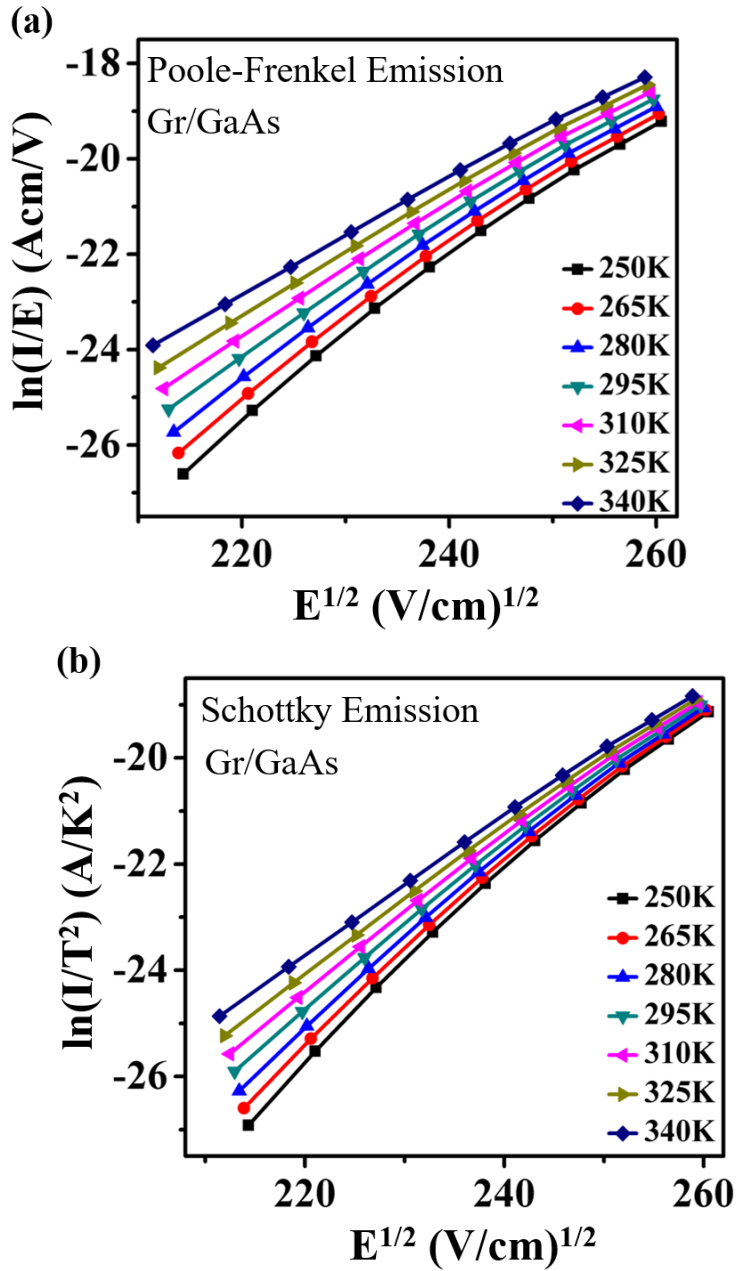 (a)
Poole-Frenkel Emission
Gr/GaAs
-18
-20
-22
-24
-26
ln(I/E) (Acm/V)
250K
265K
280K
295K
310K
325K
340K
220
240
260
E^{1/2} (V/cm)^{1/2}
(b)
Schottky Emission
Gr/GaAs
-20
-22
-24
-26
ln(I/T²) (A/K²)
250K
265K
280K
295K
310K
325K
340K
220
240
260
E^{1/2} (V/cm)^{1/2}